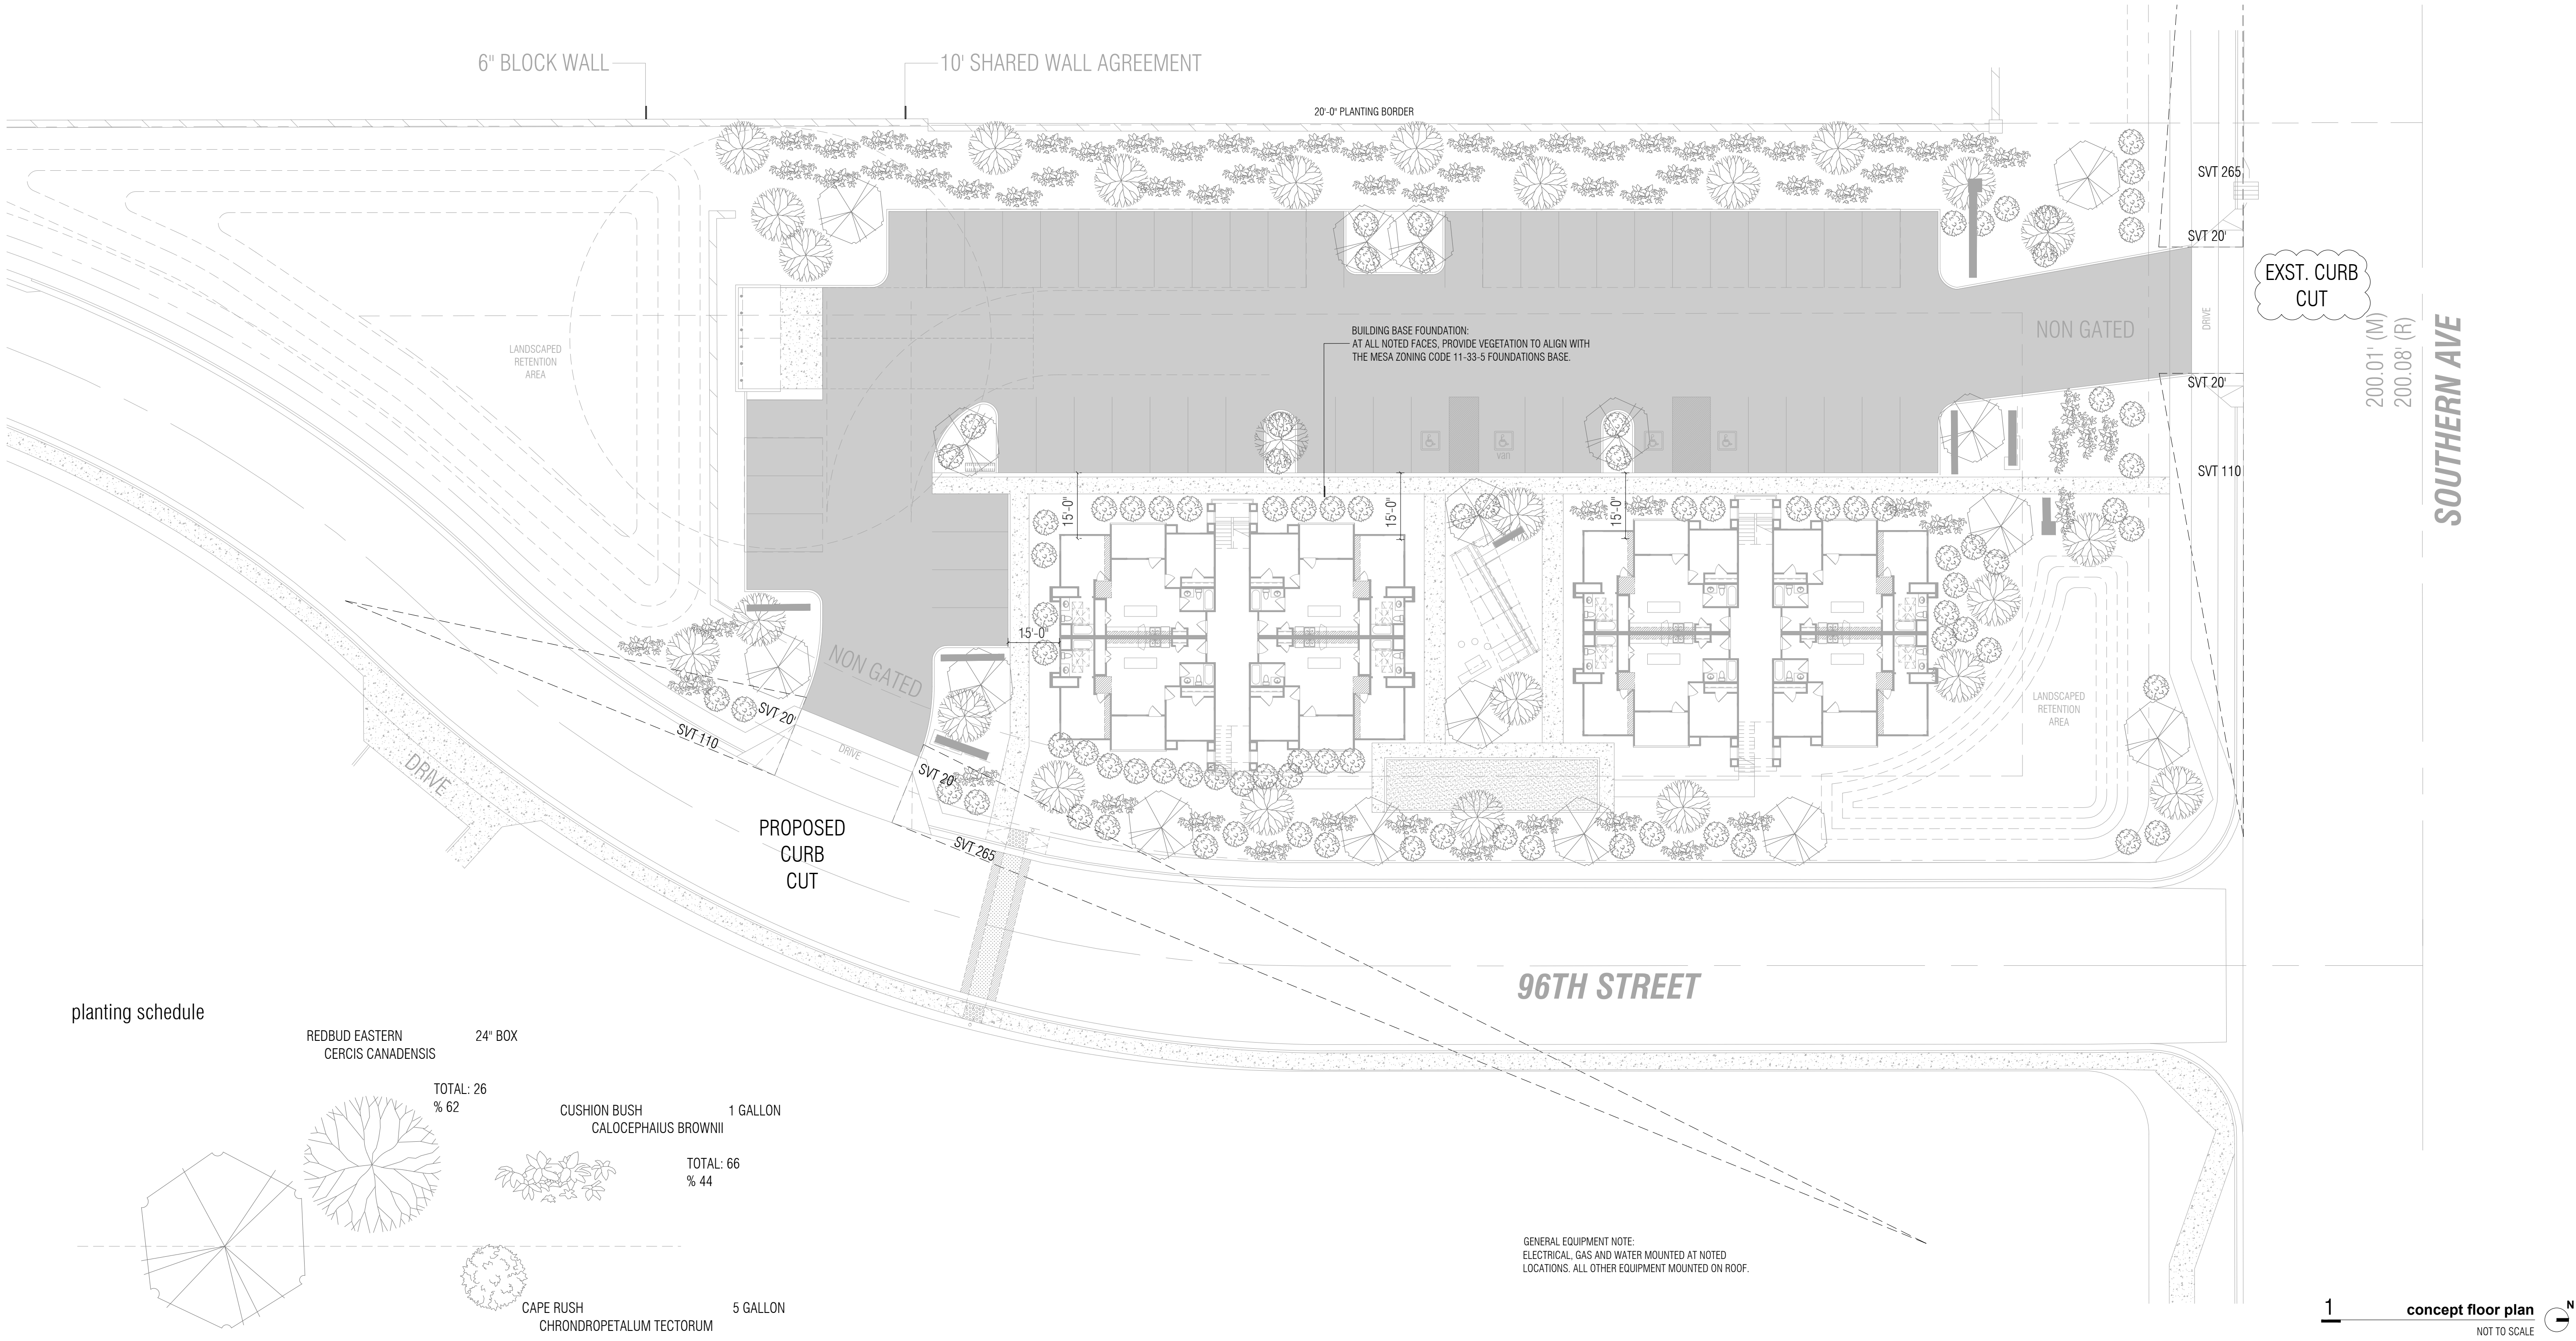 6" BLOCK WALL
10' SHARED WALL AGREEMENT
20'-0" PLANTING BORDER
SVT 265
SVT 20'
EXST. CURB
CUT
DRIVE
NON GATED
200.01' (M)
200.08' (R)
SOUTHERN AVE
BUILDING BASE FOUNDATION:
AT ALL NOTED FACES, PROVIDE VEGETATION TO ALIGN WITH
THE MESA ZONING CODE 11-33-5 FOUNDATIONS BASE.
LANDSCAPED
RETENTION
AREA
SVT 20'
van
SVT 110
15'-0"
15'-0"
15'-0"
15'-0"
NON GATED
LANDSCAPED
RETENTION
AREA
SVT 20'
SVT 110
DRIVE
DRIVE
SVT 20'
PROPOSED
CURB
CUT
SVT 265
96TH STREET
planting schedule
REDBUD EASTERN 24" BOX
CERCIS CANADENSIS
TOTAL: 26
% 62
CUSHION BUSH 1 GALLON
CALOCEPHAIUS BROWNII
TOTAL: 66
% 44
CAPE RUSH 5 GALLON
CHRONDROPETALUM TECTORUM
GENERAL EQUIPMENT NOTE:
ELECTRICAL, GAS AND WATER MOUNTED AT NOTED
LOCATIONS. ALL OTHER EQUIPMENT MOUNTED ON ROOF.
1 concept floor plan N
NOT TO SCALE